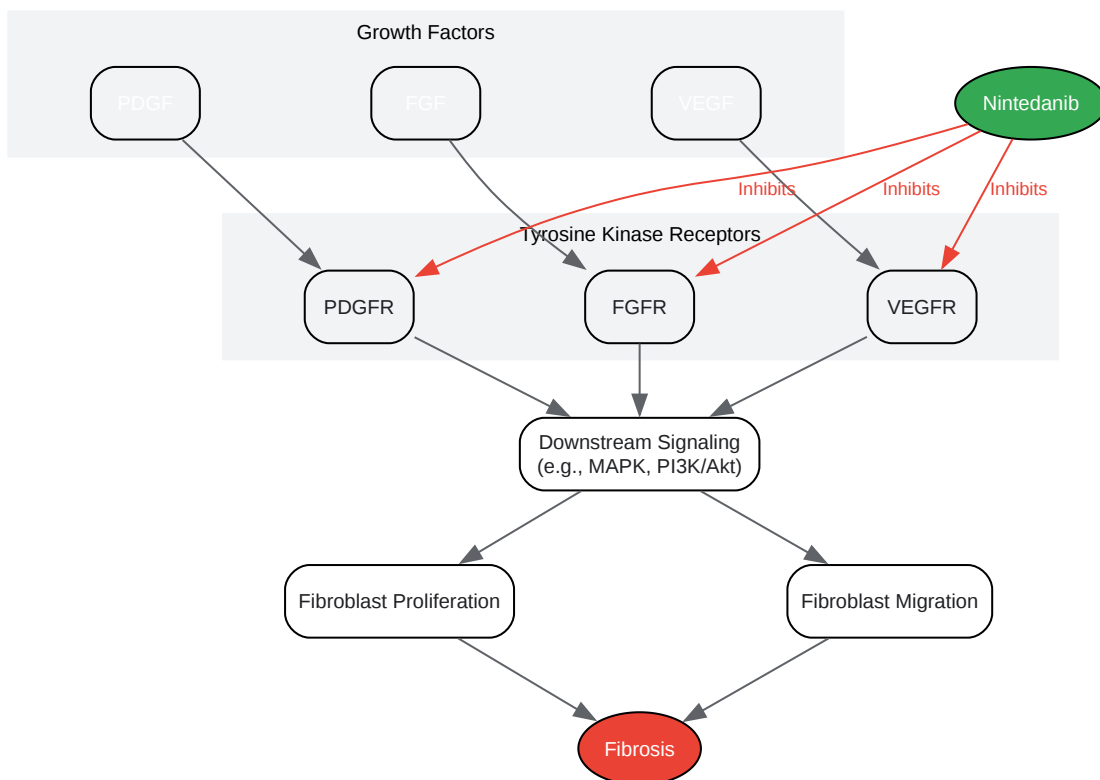 Growth Factors
PDGF
FGF
VEGF
Nintedanib
Inhibits
Inhibits
Inhibits
Tyrosine Kinase Receptors
PDGFR
FGFR
VEGFR
Downstream Signaling
(e.g., MAPK, PI3K/Akt)
Fibroblast Proliferation
Fibroblast Migration
Fibrosis